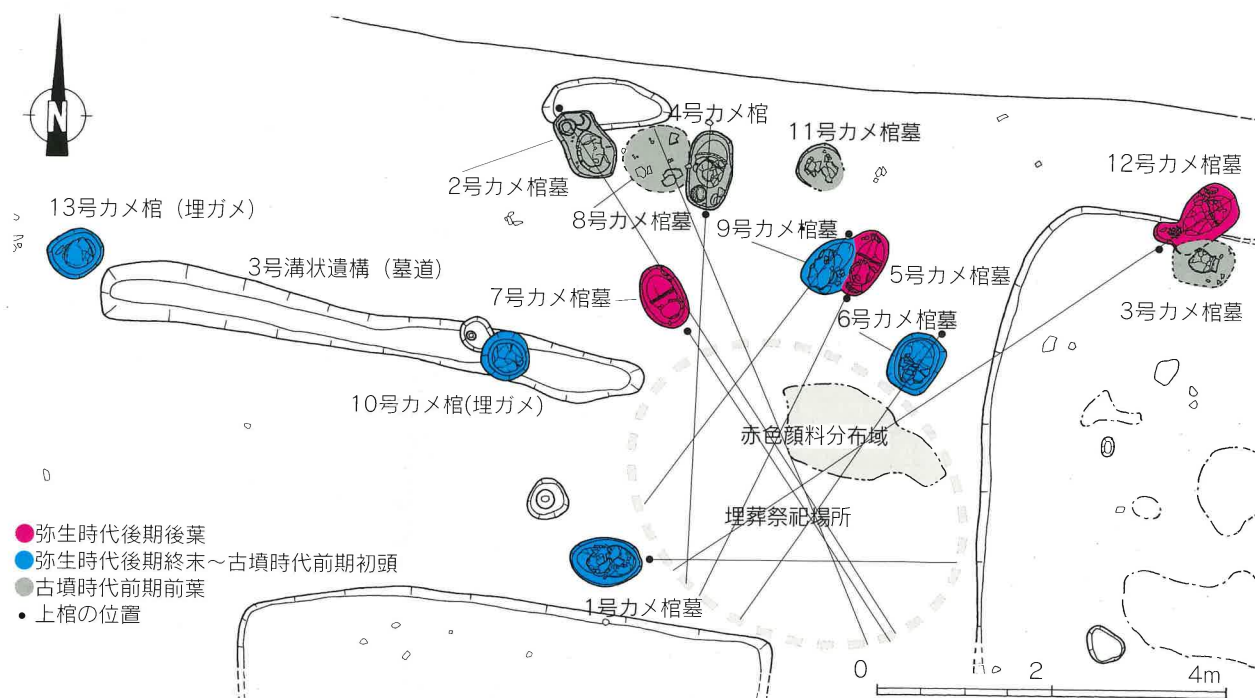 N
4号カメ棺
11号カメ棺墓
12号カメ棺墓
2号カメ棺墓
13号カメ棺(埋ガメ)
8号カメ棺墓
9号カメ棺墓
3号溝状遺構(墓道)
5号カメ棺墓
7号カメ棺墓
3号カメ棺墓
6号カメ棺墓
10号カメ棺(埋ガメ)
赤色顔料分布域
埋葬祭祀場所
弥生時代後期後葉
弥生時代後期終末~古墳時代前期初頭
古墳時代前期前葉
上棺の位置
1号カメ棺墓
0 2 4m